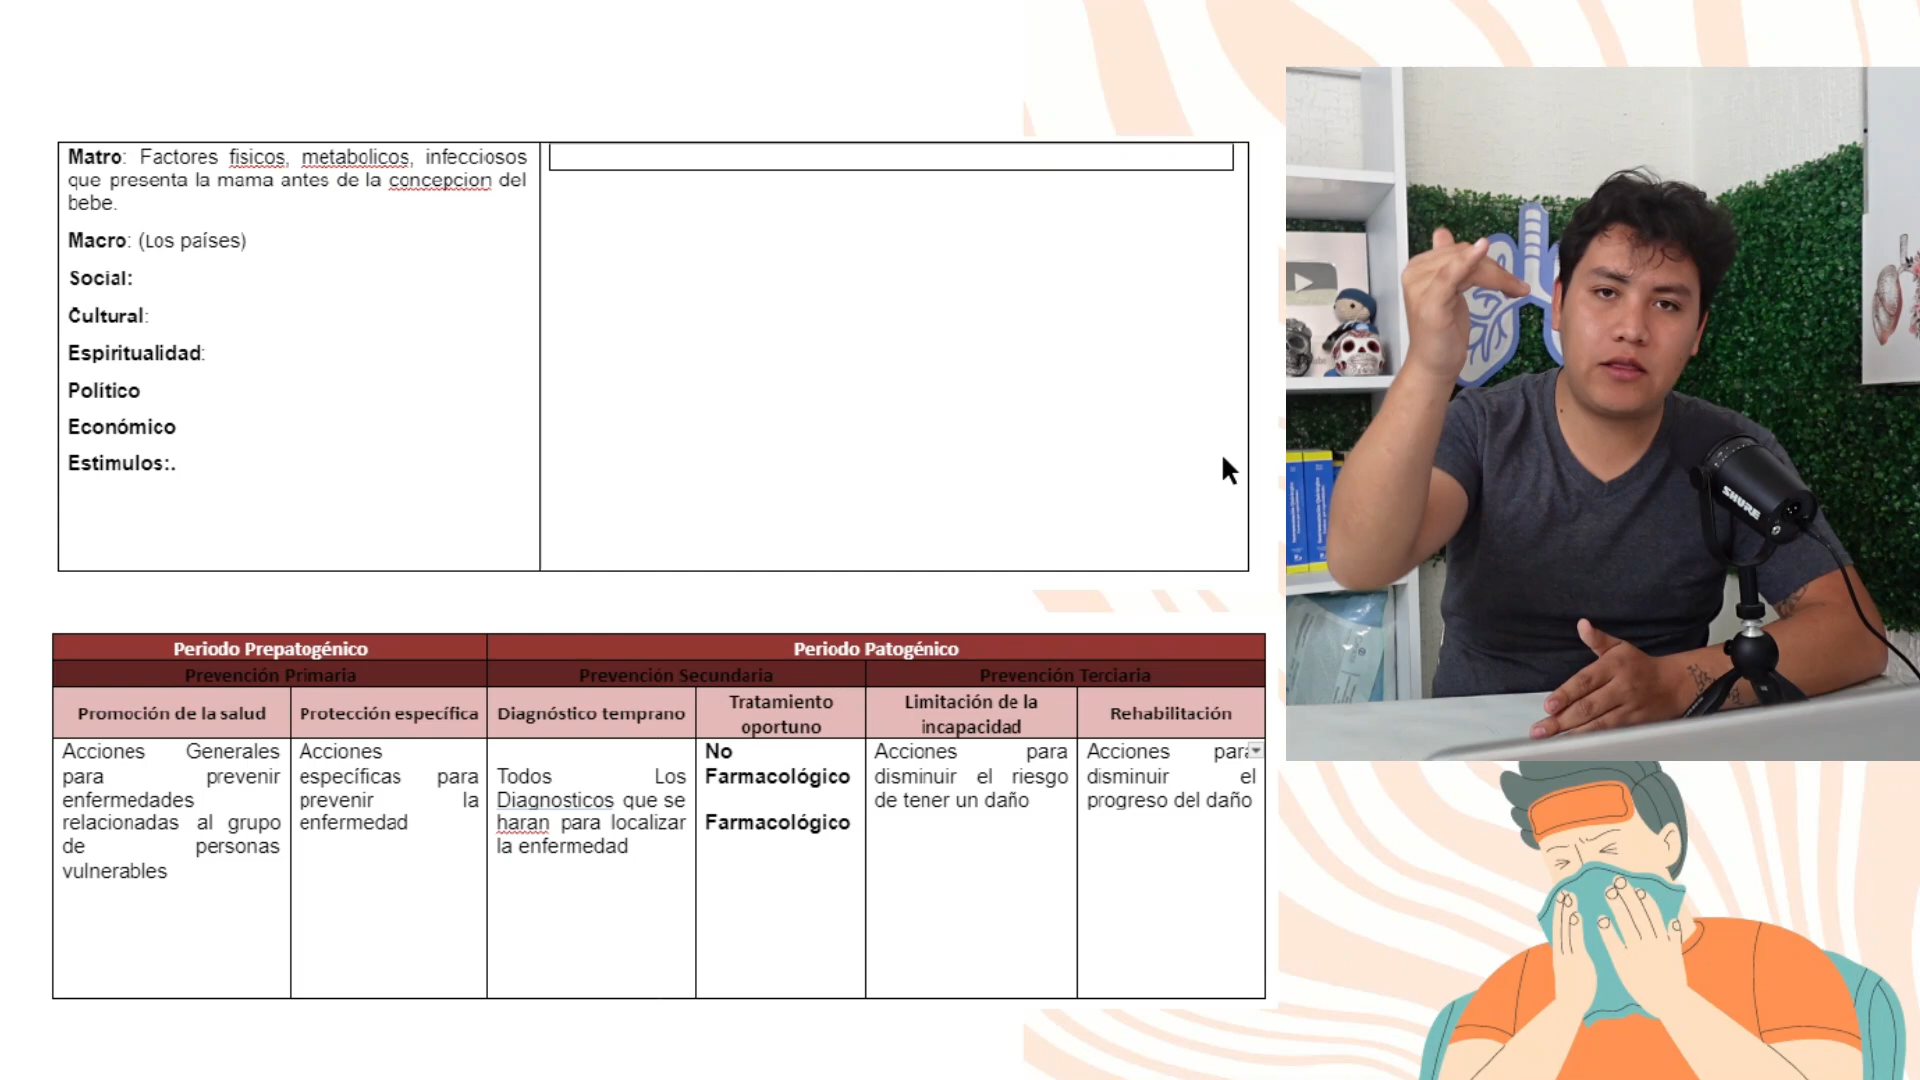 Matro: Factores fisicos, metabolicos, infecciosos
que presenta la mama antes de la concepcion del
bebe.
Macro: (Los países)
Social:
Cultural:
Espiritualidad:
Político
Económico
Estimulos:.
Periodo Prepatogénico
Periodo Patogénico
Prevención Primaria
Prevención Secundaria
Prevención Terciaria
Promoción de la salud
Protección específica
Diagnóstico temprano
Tratamiento
oportuno
Limitación de la
incapacidad
Rehabilitación
Acciones Generales
para prevenir
enfermedades
relacionadas al grupo
de personas
vulnerables
Acciones
específicas para
prevenir la
enfermedad
Todos Los
Diagnosticos que se
haran para localizar
la enfermedad
No
Farmacológico
Farmacológico
Acciones para
disminuir el riesgo
de tener un daño
Acciones para
disminuir el
progreso del daño
SHURE